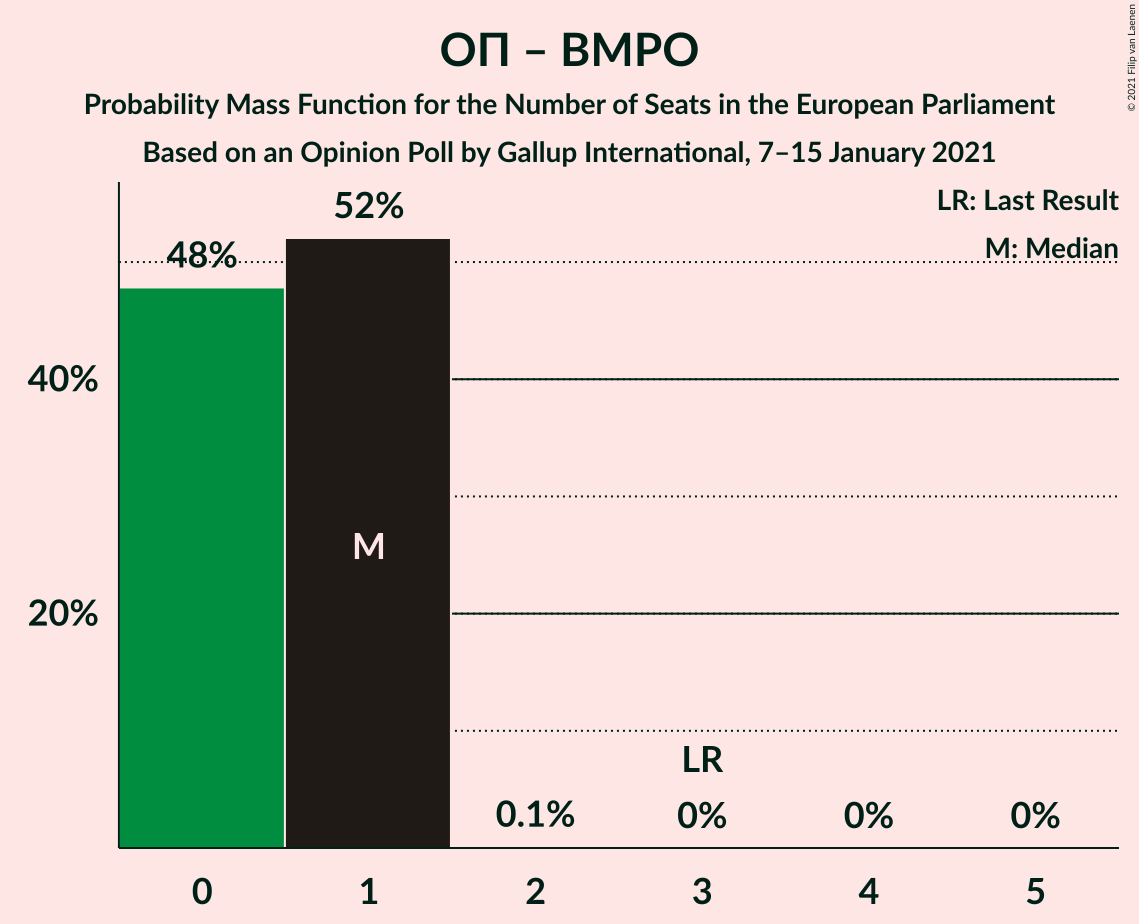 ОП – ВМРО
Probability Mass Function for the Number of Seats in the European Parliament
Based on an Opinion Poll by Gallup International, 7–15 January 2021
© 2021 Filip van Laenen
LR: Last Result
M: Median
52%
48%
40%
20%
M
LR
0.1%
0%
0%
0%
0
1
2
3
4
5